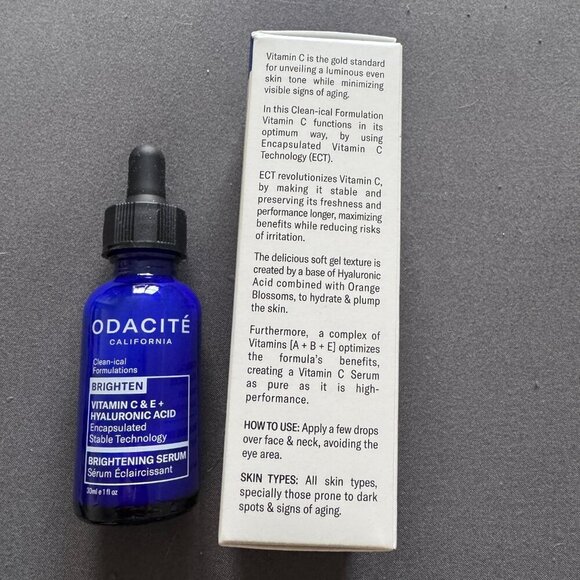 ODACITÉ
CALIFORNIA
Clean-ical
Formulations
BRIGHTEN
VITAMIN C & E +
HYALURONIC ACID
Encapsulated
Stable Technology
BRIGHTENING SERUM
Sérum Éclaircissant
30ml e 1 fl oz
Vitamin C is the gold standard
for unveiling a luminous even
skin tone while minimizing
visible signs of aging.
In this Clean-ical Formulation
Vitamin C functions in its
optimum way, by using
Encapsulated Vitamin C
Technology (ECT).
ECT revolutionizes Vitamin C,
by making it stable and
preserving its freshness and
performance longer, maximizing
benefits while reducing risks
of irritation.
The delicious soft gel texture is
created by a base of Hyaluronic
Acid combined with Orange
Blossoms, to hydrate & plump
the skin.
Furthermore, a complex of
Vitamins [A + B + E] optimizes
the formula's benefits,
creating a Vitamin C Serum
as pure as it is high-
performance.
HOW TO USE: Apply a few drops
over face & neck, avoiding the
eye area.
SKIN TYPES: All skin types,
specially those prone to dark
spots & signs of aging.